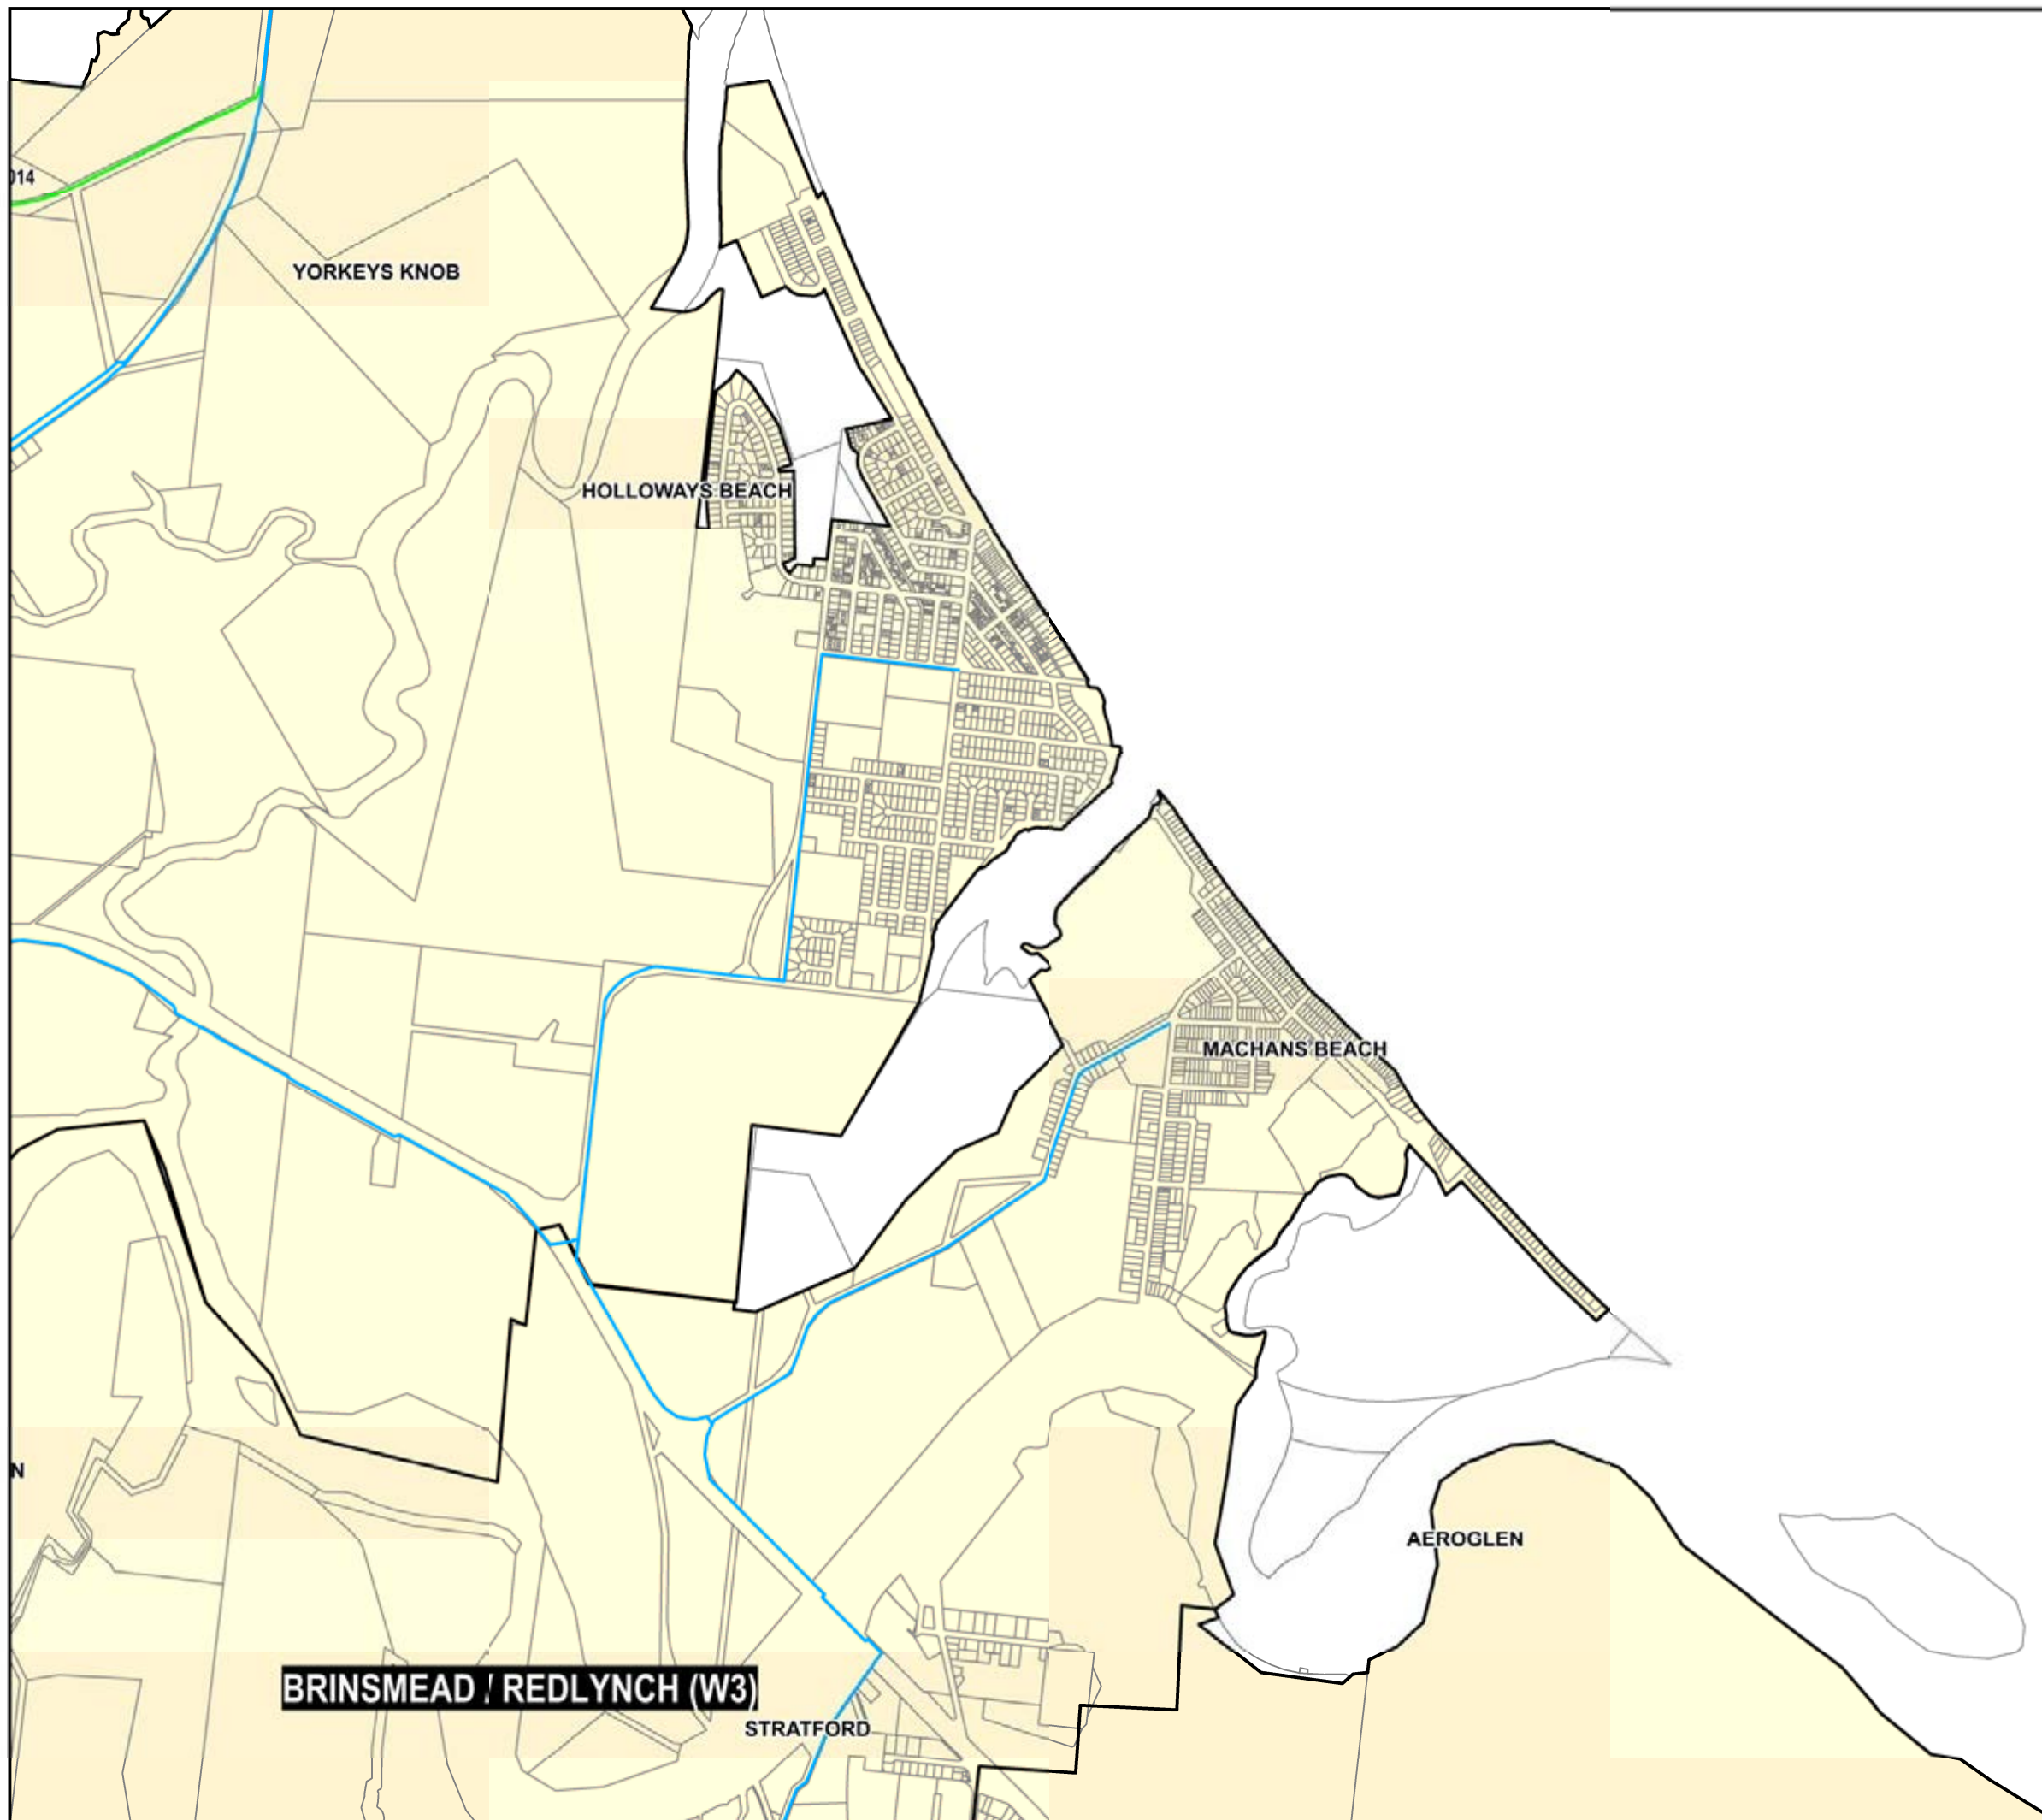 014
YORKEYS KNOB
HOLLOWAYS BEACH
MACHANS BEACH
N
AEROGLEN
BRINSMEAD / REDLYNCH (W3)
STRATFORD